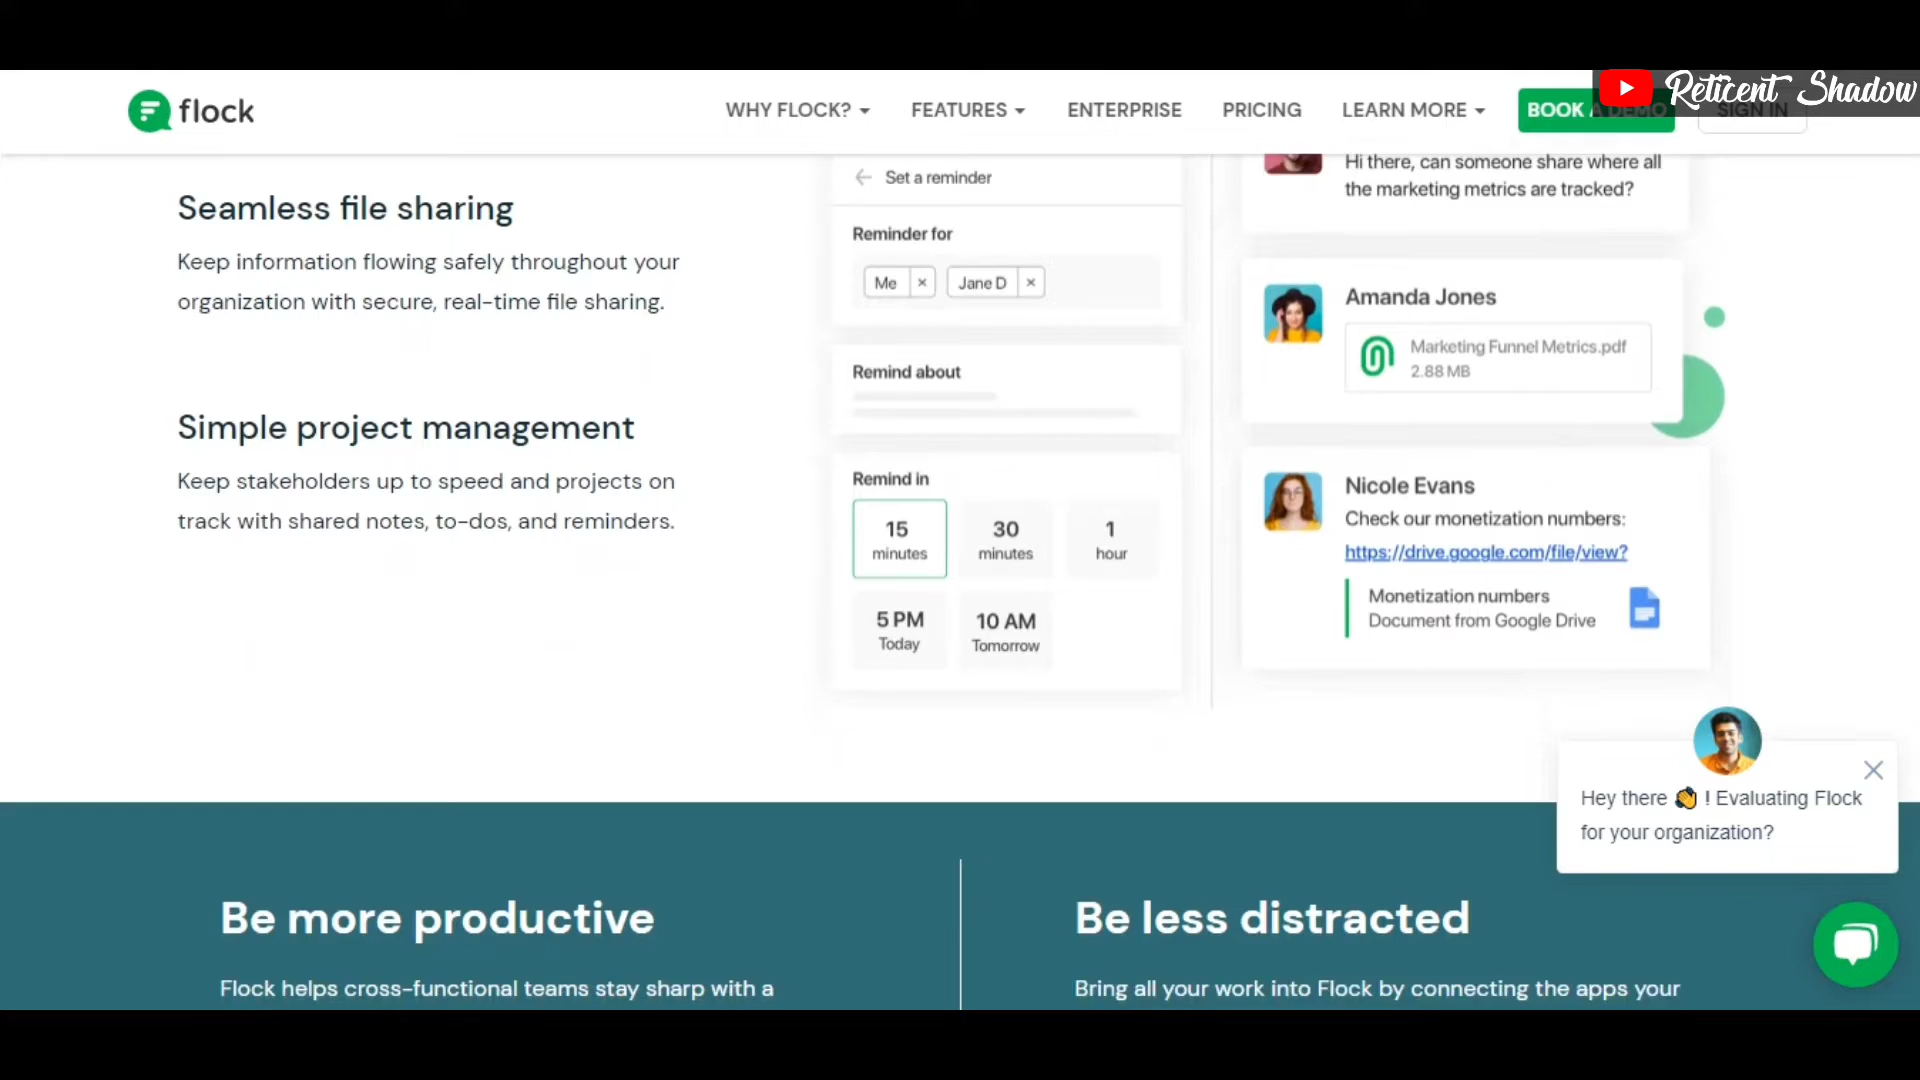 flock
WHY FLOCK?
FEATURES
ENTERPRISE
PRICING
LEARN MORE
BOOK A DEMO
SIGN IN
Reticent Shadow
Seamless file sharing
Keep information flowing safely throughout your
organization with secure, real-time file sharing.
Simple project management
Keep stakeholders up to speed and projects on
track with shared notes, to-dos, and reminders.
Set a reminder
Reminder for
Me ×
Jane D ×
Remind about
Remind in
15
minutes
30
minutes
1
hour
5 PM
Today
10 AM
Tomorrow
Hi there, can someone share where all
the marketing metrics are tracked?
Amanda Jones
Marketing Funnel Metrics.pdf
2.88 MB
Nicole Evans
Check our monetization numbers:
https://drive.google.com/file/view?
Monetization numbers
Document from Google Drive
Hey there 👏 ! Evaluating Flock
for your organization?
Be more productive
Flock helps cross-functional teams stay sharp with a
Be less distracted
Bring all your work into Flock by connecting the apps your